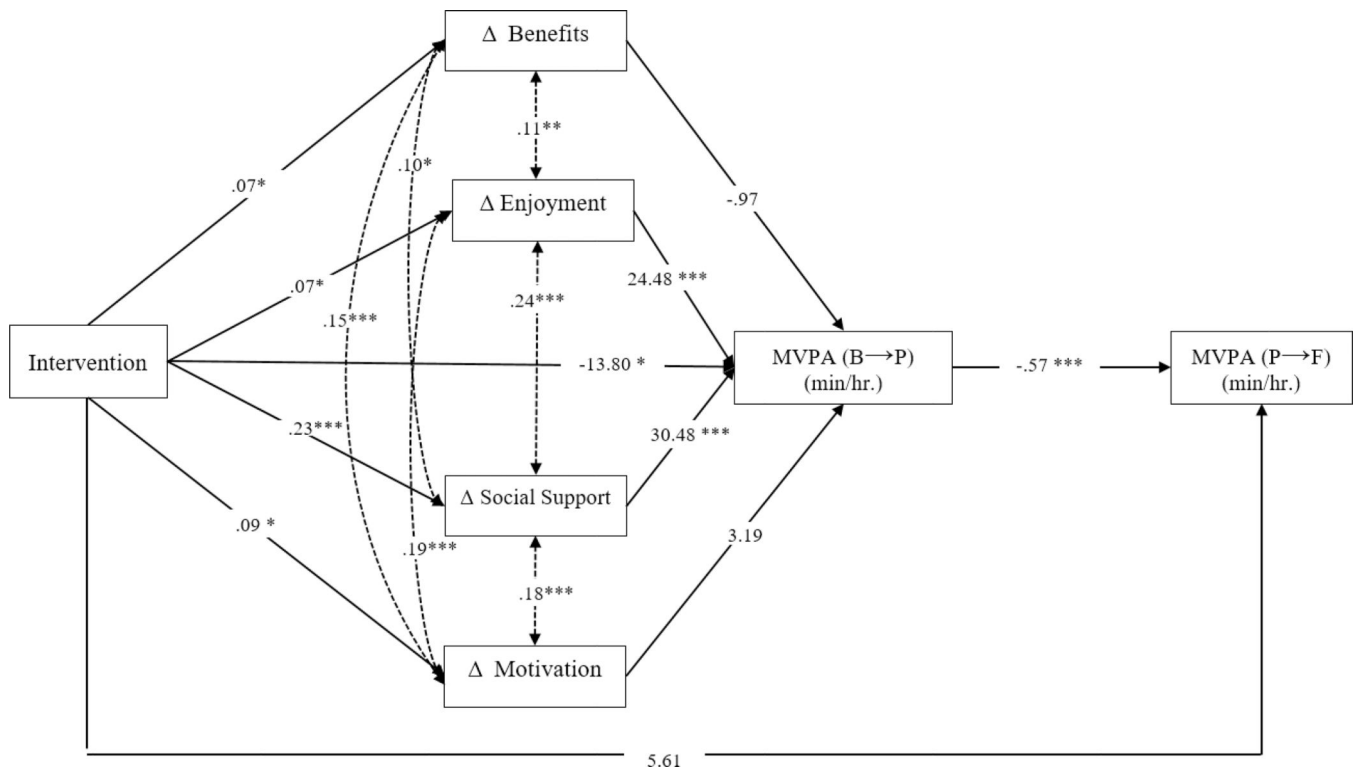 Δ Benefits
.11**
.10*
.07*
-.97
Δ Enjoyment
24.48 ***
.07*
.24***
.15***
Intervention
-13.80 *
MVPA (B→P)
(min/hr.)
-.57 ***
MVPA (P→F)
(min/hr.)
.23***
30.48 ***
Δ Social Support
.09 *
3.19
.19***
.18***
Δ Motivation
5.61